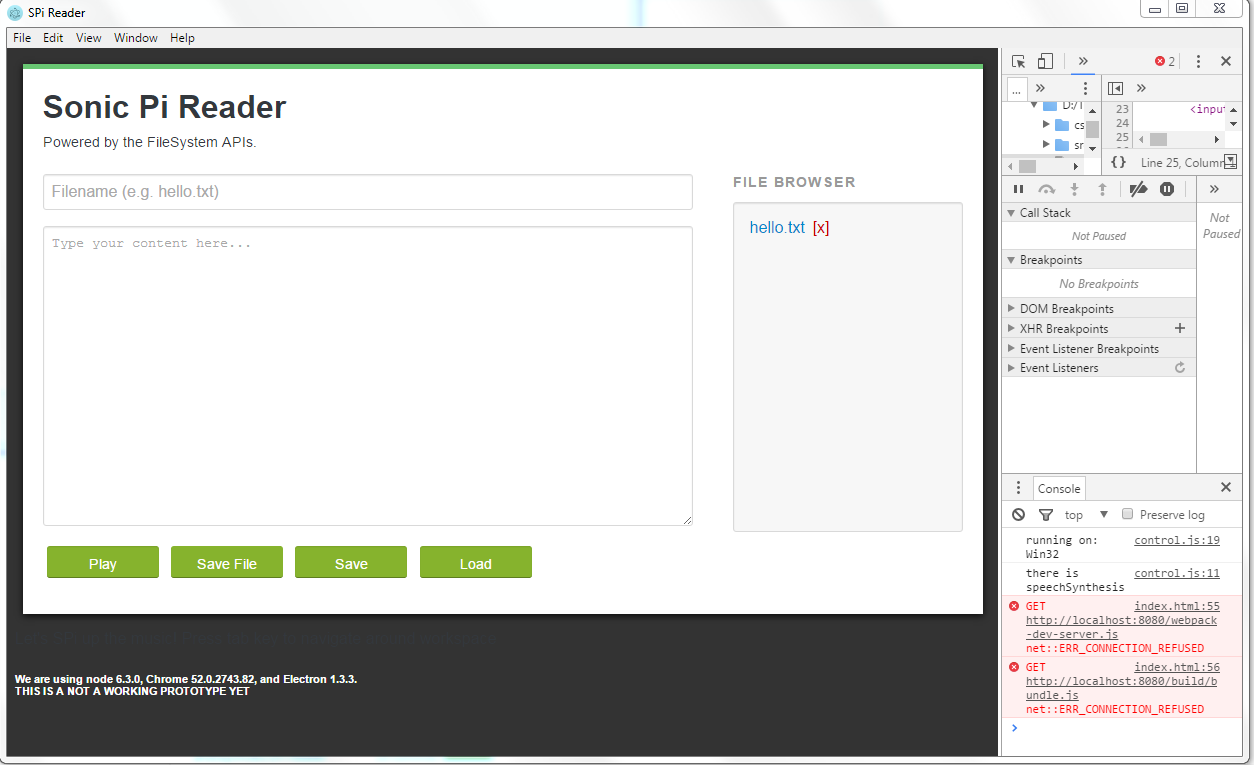 SPi Reader
File Edit View Window Help
Sonic Pi Reader
Powered by the FileSystem APIs.
Filename (e.g. hello.txt)
Type your content here...
FILE BROWSER
hello.txt [x]
Play Save File Save Load
We are using node 6.3.0, Chrome 52.0.2743.82, and Electron 1.3.3.
THIS IS A NOT A WORKING PROTOTYPE YET
» 2
... » »
D:/
cs
sr
23 <input
24
25
{} Line 25, Column
»
Call Stack
Not Paused
Breakpoints
No Breakpoints
DOM Breakpoints
XHR Breakpoints
Event Listener Breakpoints
Event Listeners
Not
Paused
Console
top Preserve log
running on: control.js:19
Win32
there is control.js:11
speechSynthesis
GET index.html:55
http://localhost:8080/webpack
-dev-server.js
net::ERR_CONNECTION_REFUSED
GET index.html:56
http://localhost:8080/build/b
undle.js
net::ERR_CONNECTION_REFUSED